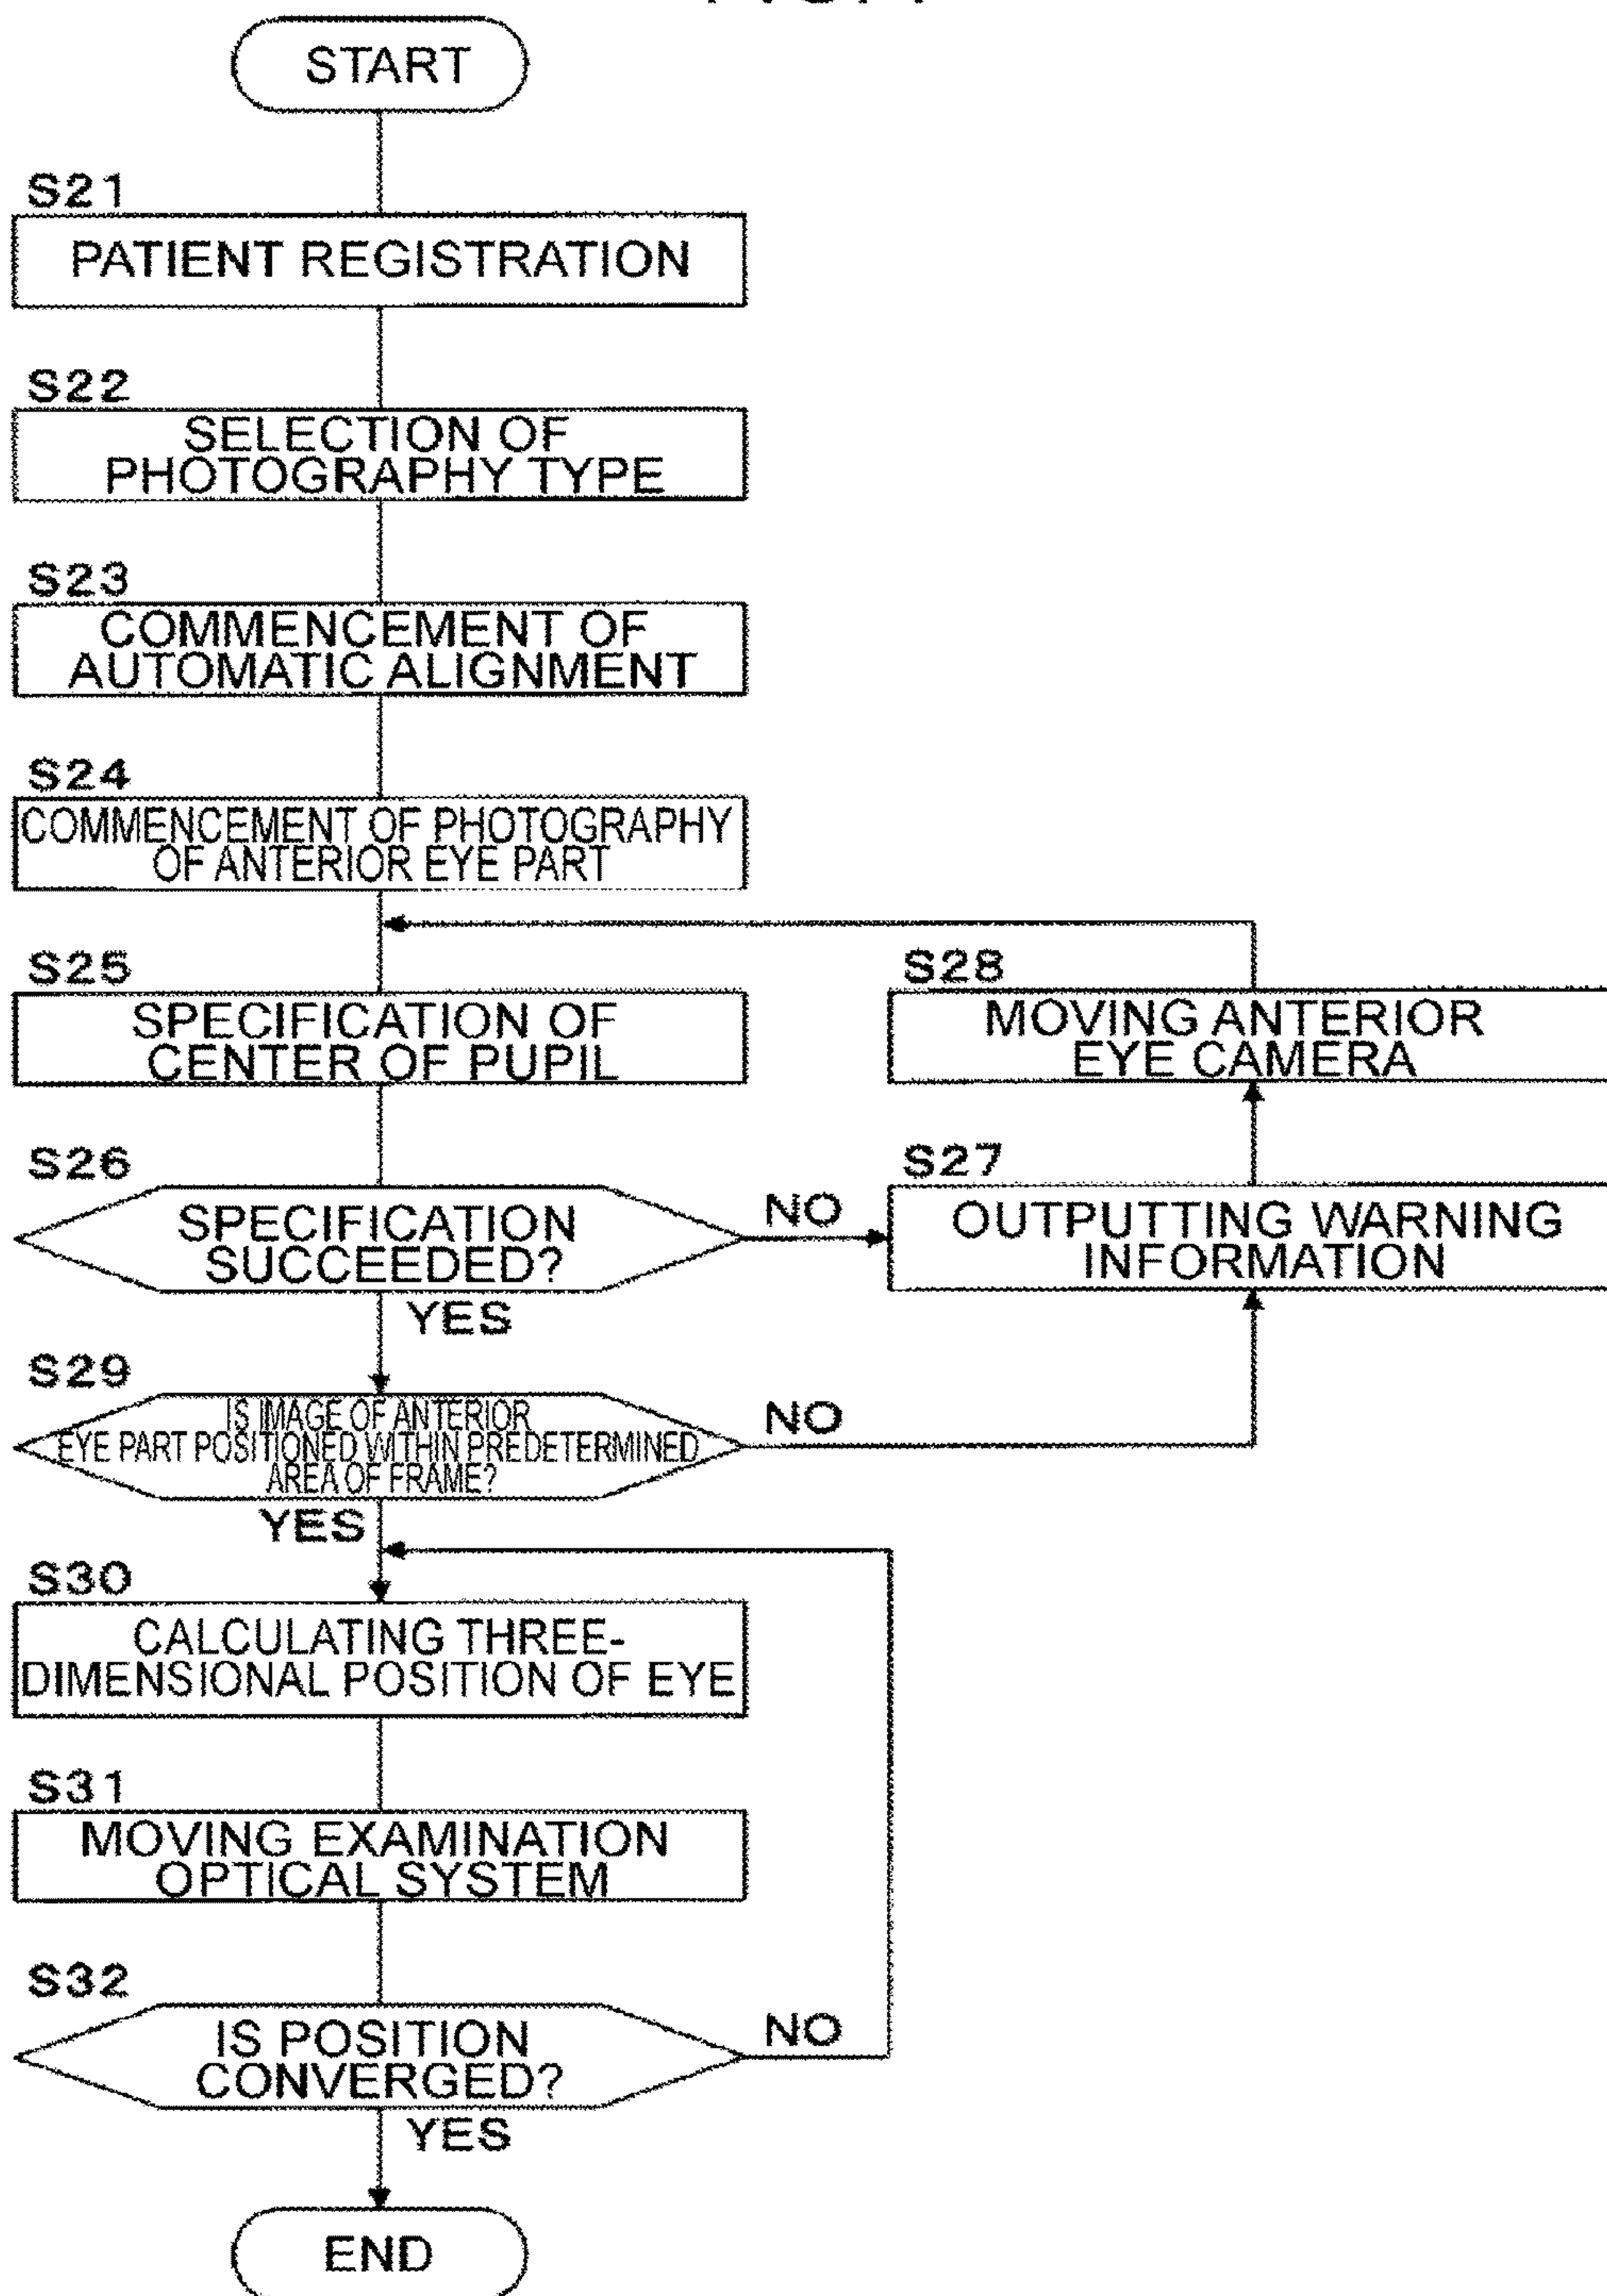 START
S21
PATIENT REGISTRATION
S22
SELECTION OF
PHOTOGRAPHY TYPE
S23
COMMENCEMENT OF
AUTOMATIC ALIGNMENT
S24
COMMENCEMENT OF PHOTOGRAPHY
OF ANTERIOR EYE PART
S25
SPECIFICATION OF
CENTER OF PUPIL
S28
MOVING ANTERIOR
EYE CAMERA
S26
SPECIFICATION
SUCCEEDED?
NO
YES
S27
OUTPUTTING WARNING
INFORMATION
S29
IS IMAGE OF ANTERIOR
EYE PART POSITIONED WITHIN PREDETERMINED
AREA OF FRAME?
NO
YES
S30
CALCULATING THREE-
DIMENSIONAL POSITION OF EYE
S31
MOVING EXAMINATION
OPTICAL SYSTEM
S32
IS POSITION
CONVERGED?
NO
YES
END